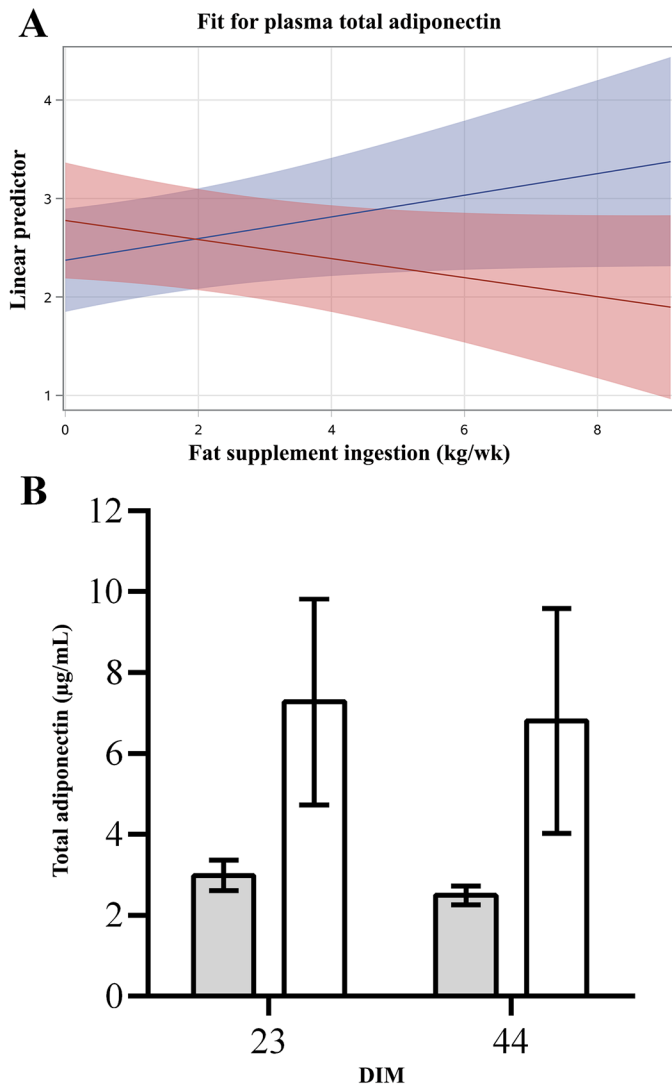 A
Fit for plasma total adiponectin
Linear predictor
4
3
2
1
0 2 4 6 8
Fat supplement ingestion (kg/wk)
B
Total adiponectin (μg/mL)
12
10
8
6
4
2
0
23 44
DIM